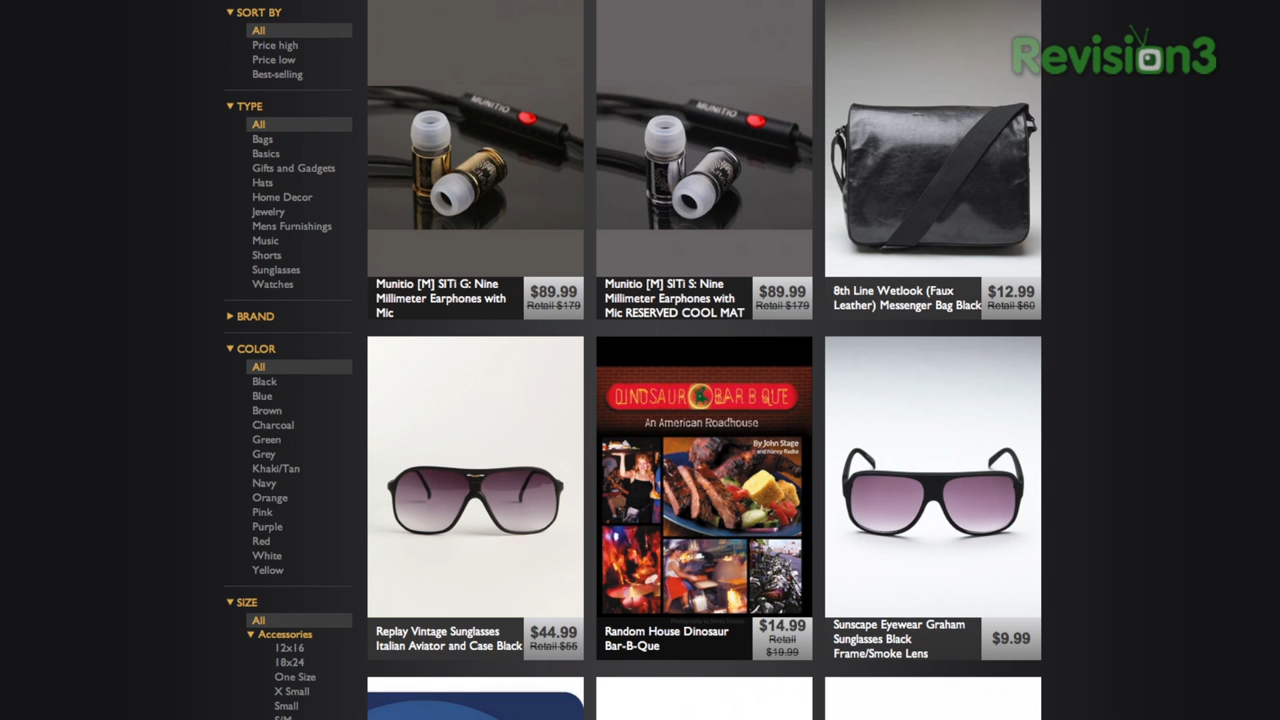 SORT BY
All
Price high
Price low
Best-selling
TYPE
All
Bags
Basics
Gifts and Gadgets
Hats
Home Decor
Jewelry
Mens Furnishings
Music
Shorts
Sunglasses
Watches
BRAND
COLOR
All
Black
Blue
Brown
Charcoal
Green
Grey
Khaki/Tan
Navy
Orange
Pink
Purple
Red
White
Yellow
SIZE
All
Accessories
12x16
18x24
One Size
X Small
Small
S/M
Revision3
MUNITIO
MUNITIO
Munitio [M] SITi G: Nine
Millimeter Earphones with
Mic
$89.99
Retail $179
Munitio [M] SITi S: Nine
Millimeter Earphones with
Mic RESERVED COOL MAT
$89.99
Retail $179
8th Line Wetlook (Faux
Leather) Messenger Bag Black
$12.99
Retail $60
Replay Vintage Sunglasses
Italian Aviator and Case Black
$44.99
DINOSAUR BAR B QUE
An American Roadhouse
By John Stage
and Nancy Radke
Random House Dinosaur
Bar-B-Que
$14.99
Retail
$19.99
Sunscape Eyewear Graham
Sunglasses Black
Frame/Smoke Lens
$9.99